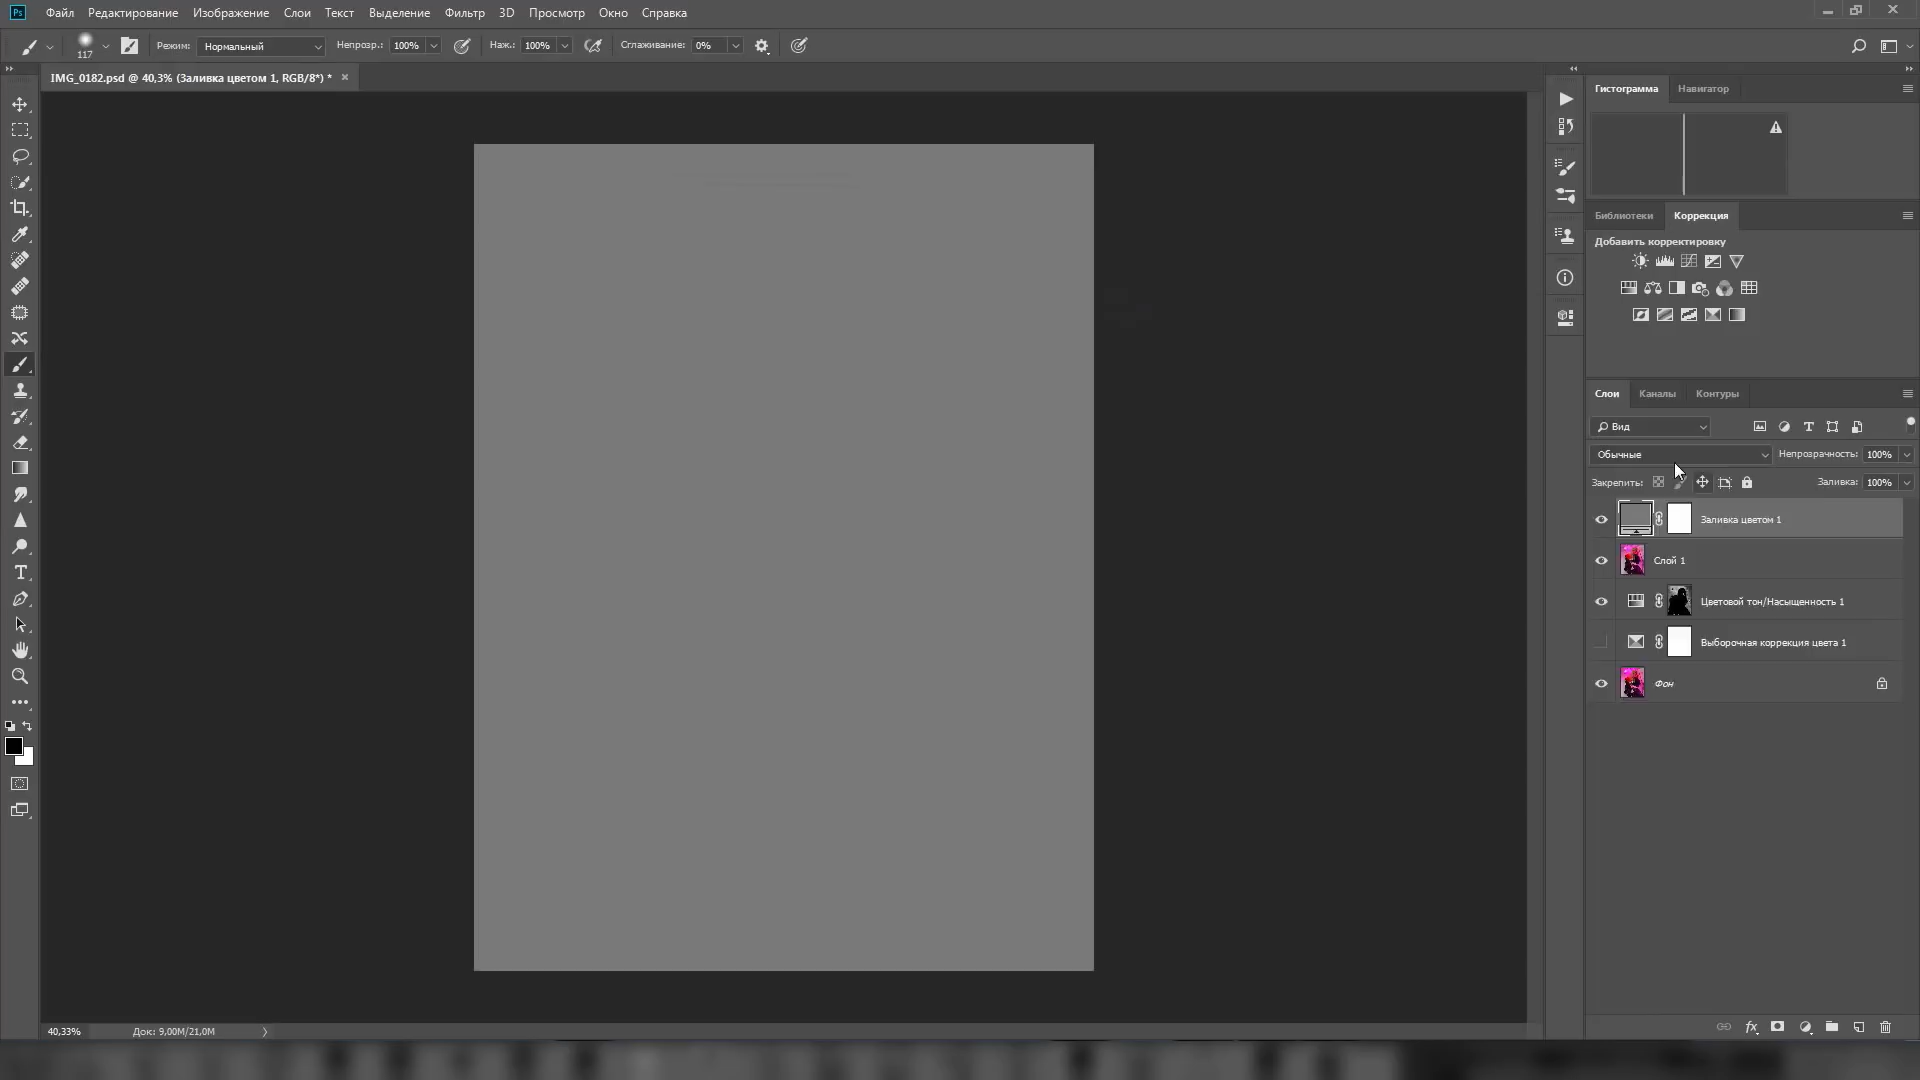 Ps Файл Редактирование Изображение Слои Текст Выделение Фильтр 3D Просмотр Окно Справка
117 Режим: Нормальный Непрозр.: 100% Наж.: 100% Сглаживание: 0%
IMG_0182.psd @ 40,3% (Заливка цветом 1, RGB/8*) *
Гистограмма Навигатор
Библиотеки Коррекция
Добавить корректировку
Слои Каналы Контуры
Вид
Обычные Непрозрачность: 100%
Закрепить: Заливка: 100%
Заливка цветом 1
Слой 1
Цветовой тон/Насыщенность 1
Выборочная коррекция цвета 1
Фон
40,33% Док: 9,00M/21,0M